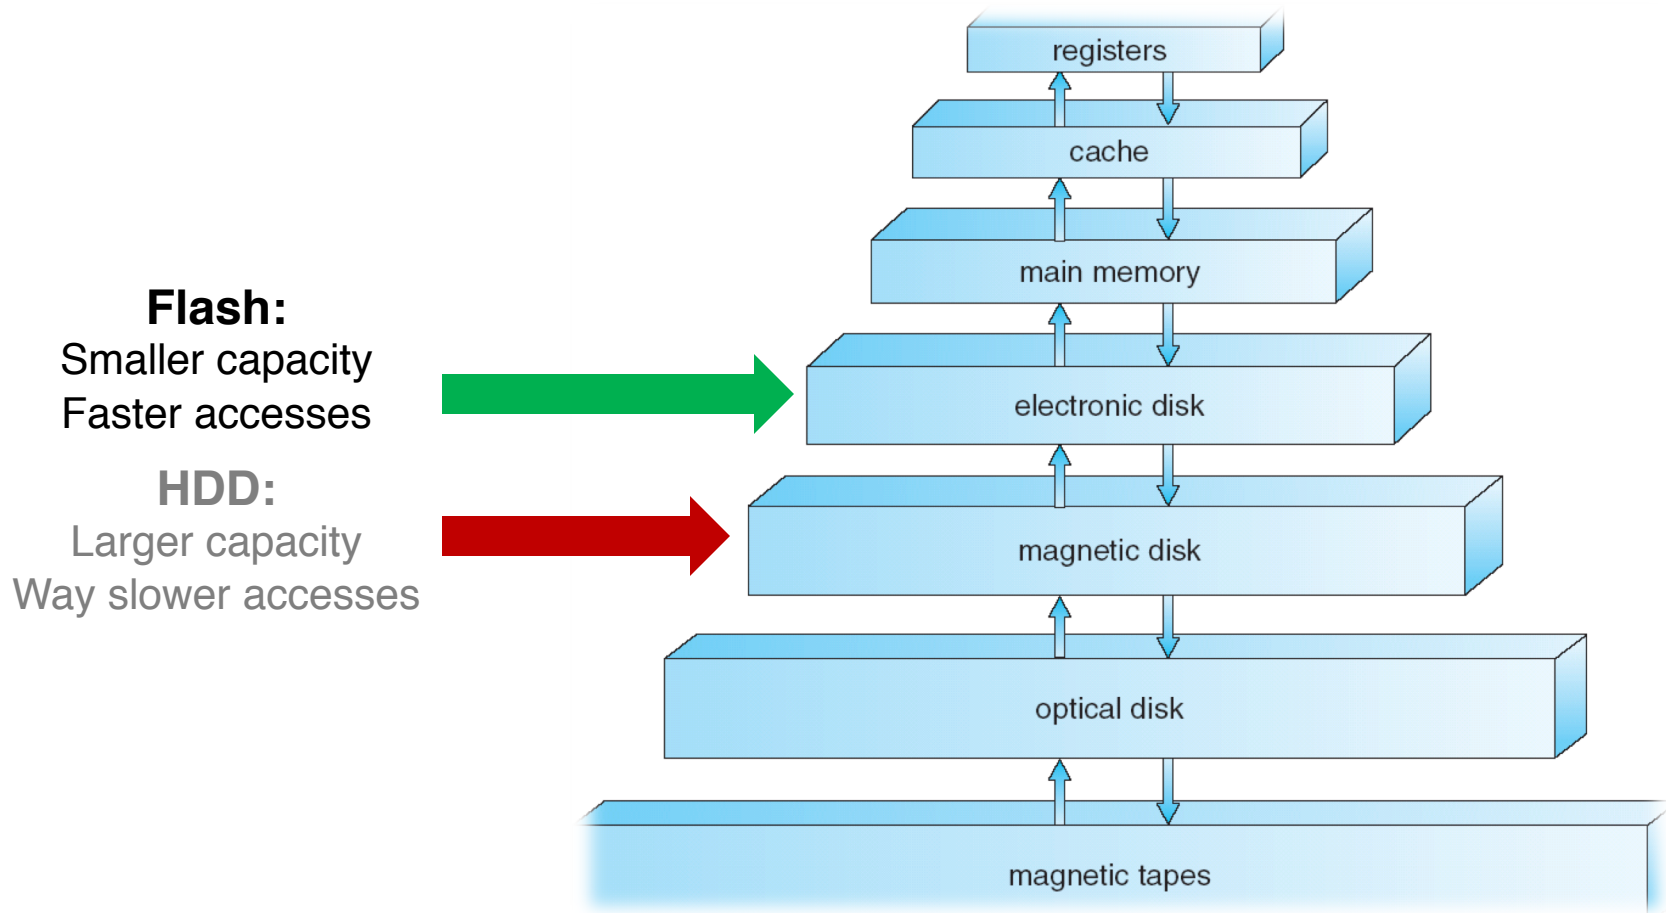 registers
cache
main memory
Flash:
Smaller capacity
Faster accesses
electronic disk
HDD:
Larger capacity
Way slower accesses
magnetic disk
optical disk
magnetic tapes